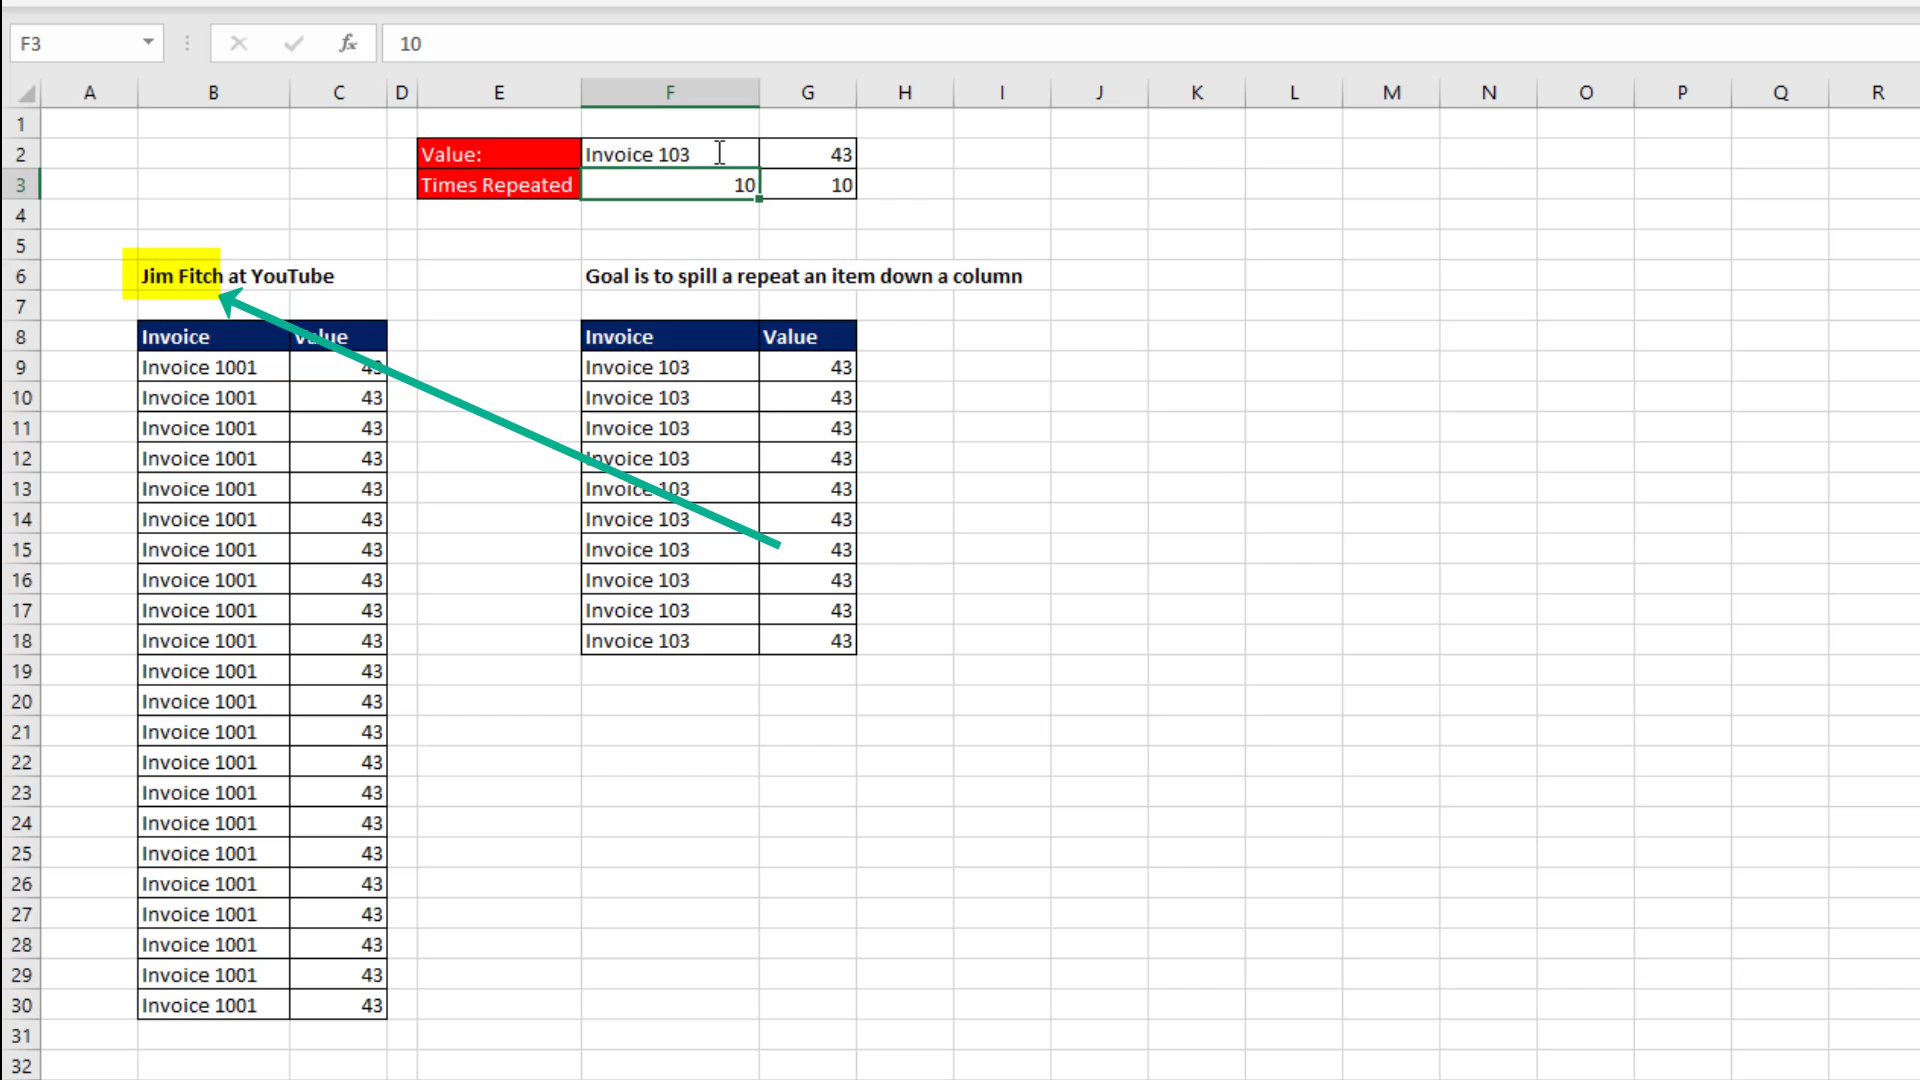 F3 fx 10
A B C D E F G H I J K L M N O P Q R
1
2 Value: Invoice 103 43
3 Times Repeated 10 10
4
5
6 Jim Fitch at YouTube Goal is to spill a repeat an item down a column
7
8 Invoice Value Invoice Value
9 Invoice 1001 43 Invoice 103 43
10 Invoice 1001 43 Invoice 103 43
11 Invoice 1001 43 Invoice 103 43
12 Invoice 1001 43 Invoice 103 43
13 Invoice 1001 43 Invoice 103 43
14 Invoice 1001 43 Invoice 103 43
15 Invoice 1001 43 Invoice 103 43
16 Invoice 1001 43 Invoice 103 43
17 Invoice 1001 43 Invoice 103 43
18 Invoice 1001 43 Invoice 103 43
19 Invoice 1001 43
20 Invoice 1001 43
21 Invoice 1001 43
22 Invoice 1001 43
23 Invoice 1001 43
24 Invoice 1001 43
25 Invoice 1001 43
26 Invoice 1001 43
27 Invoice 1001 43
28 Invoice 1001 43
29 Invoice 1001 43
30 Invoice 1001 43
31
32